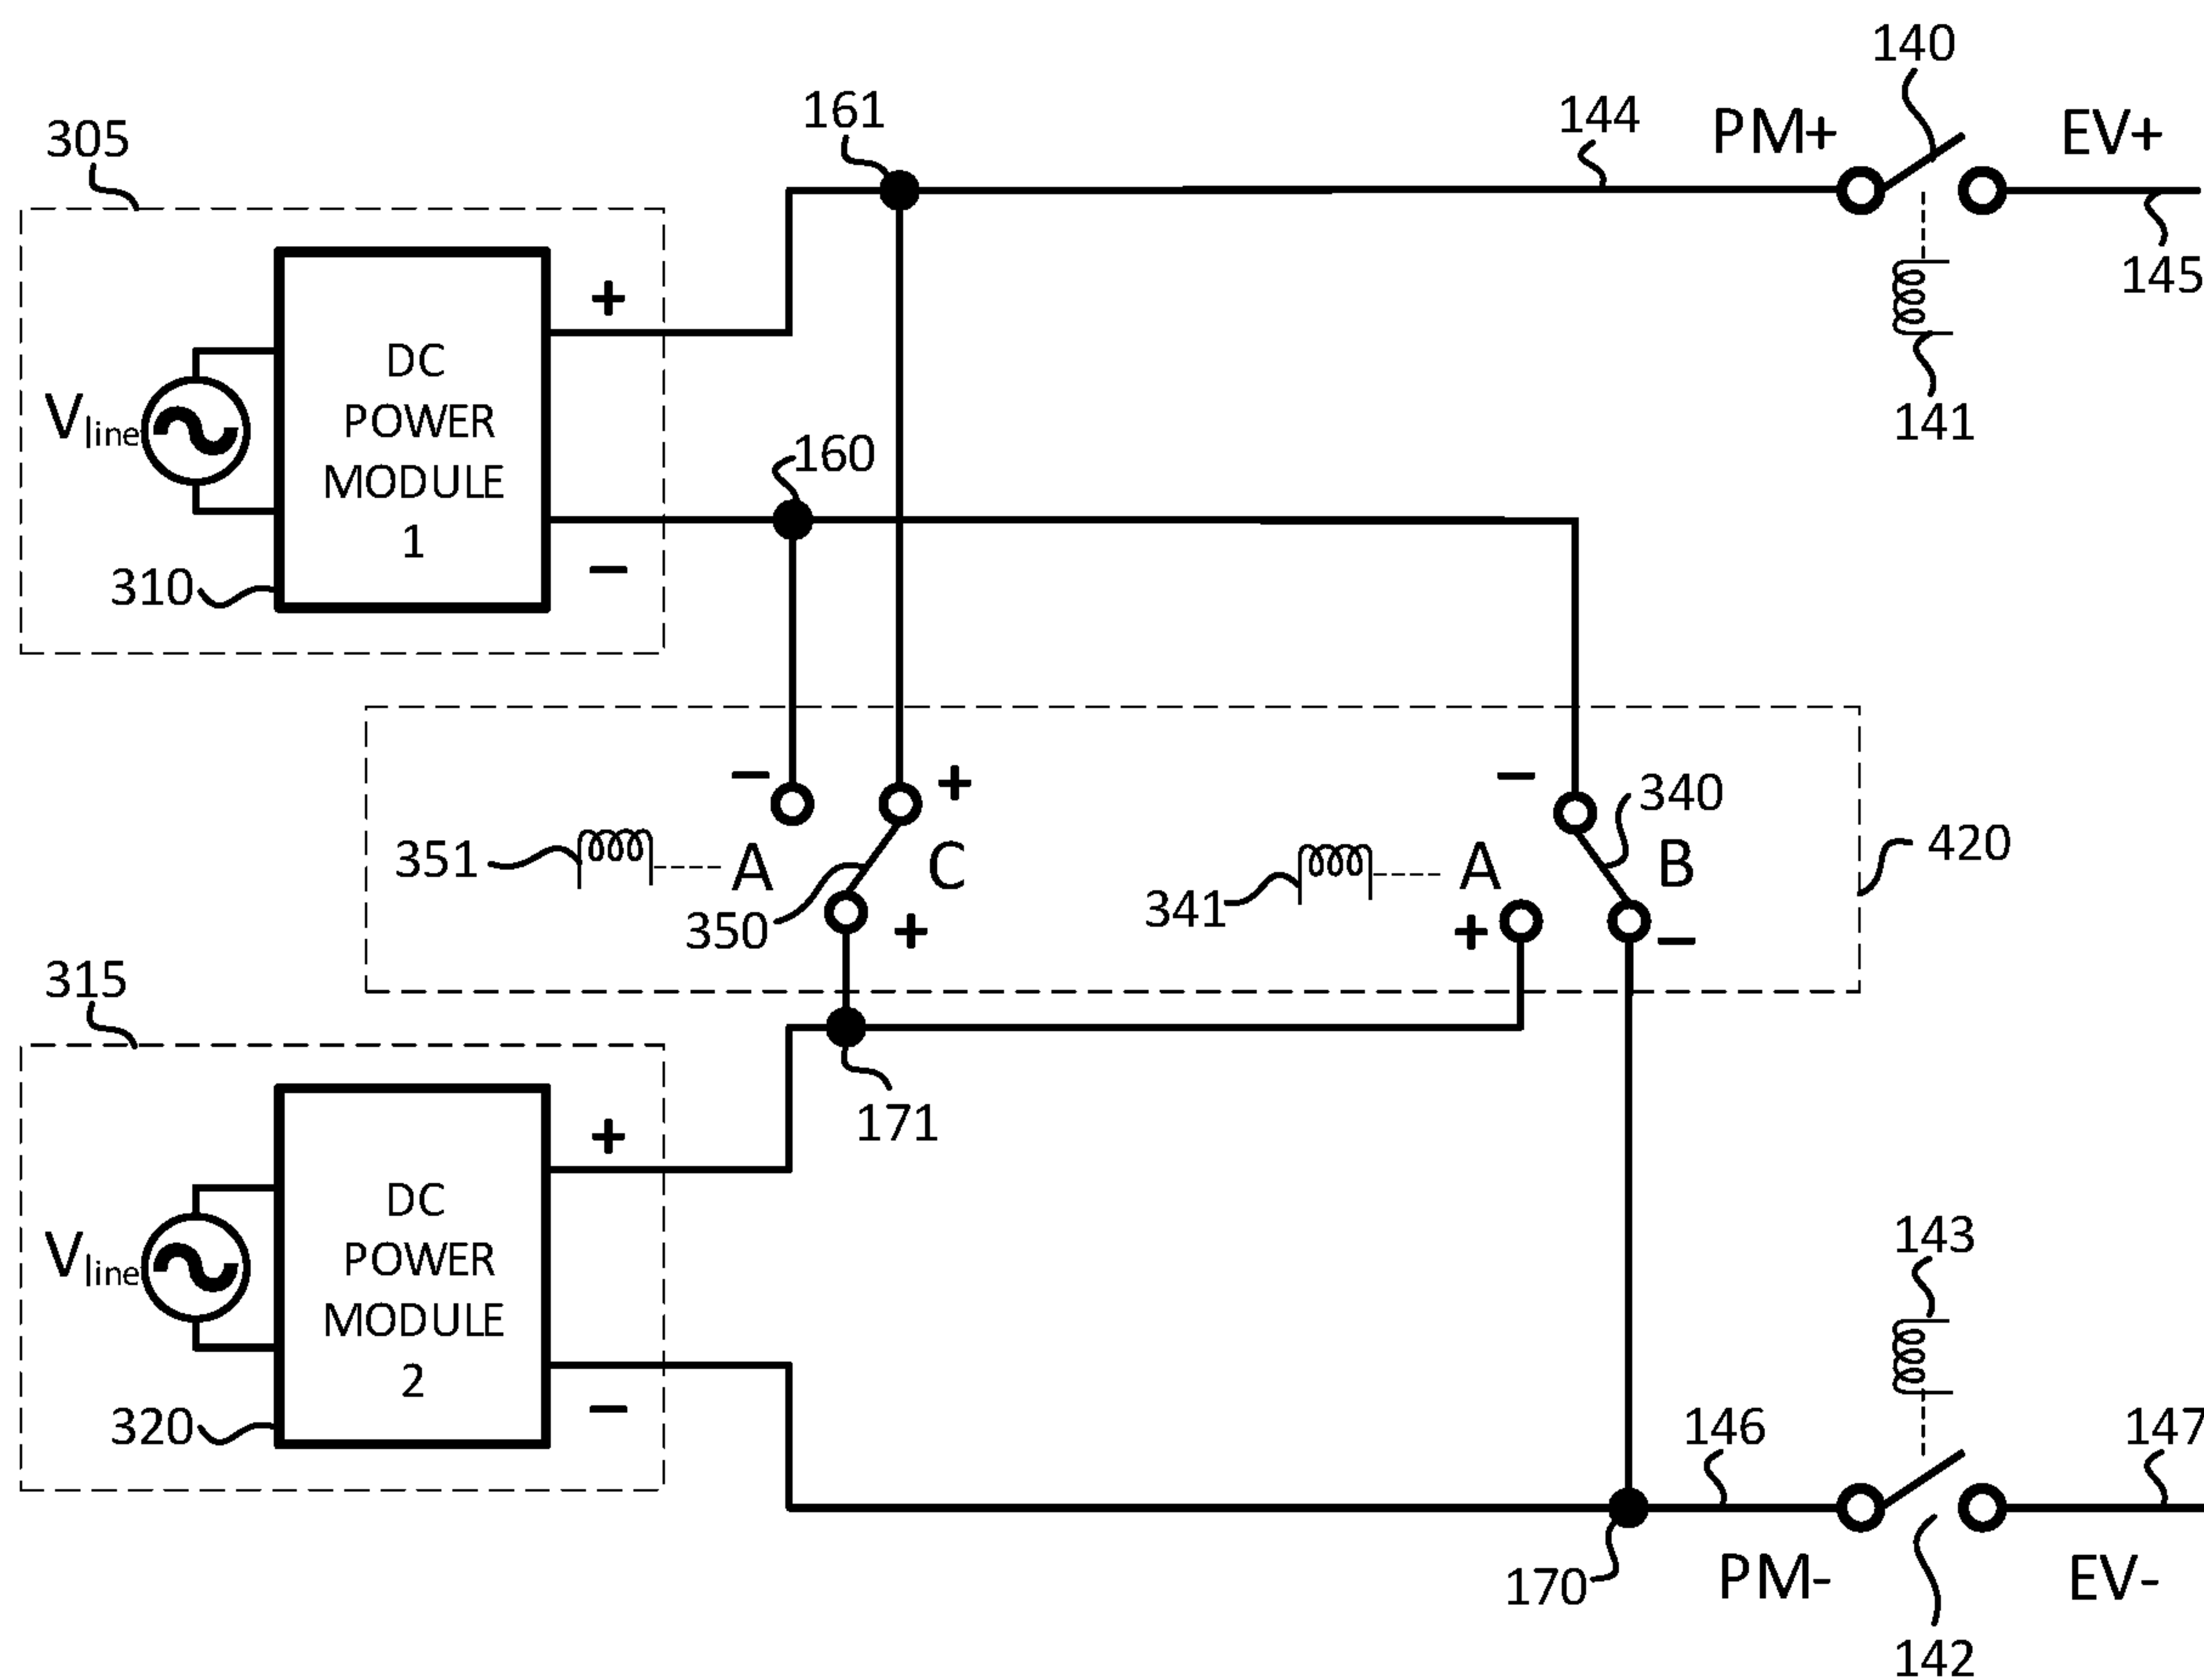 140
161
144
PM+
EV+
305
+
145
DC
POWER
MODULE
1
Vline
141
160
310
−
−
+
−
340
351
A
C
A
B
420
350
+
341
+
−
315
171
+
DC
POWER
MODULE
2
Vline
143
320
−
146
147
170
PM-
EV-
142